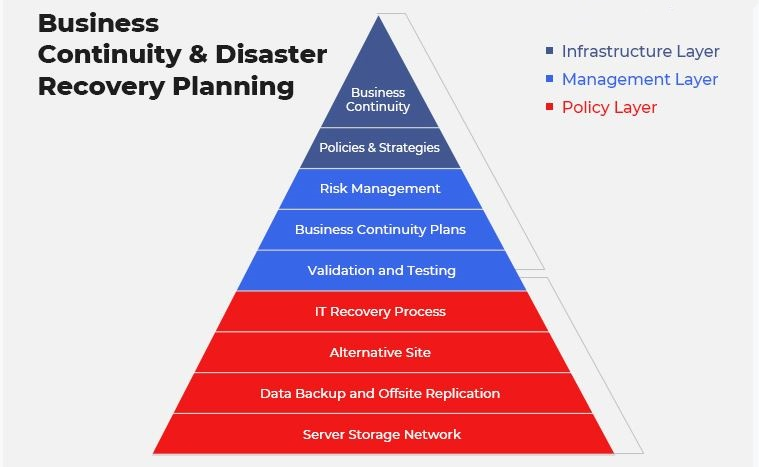 Business
Continuity & Disaster
Recovery Planning
Infrastructure Layer
Management Layer
Policy Layer
Business
Continuity
Policies & Strategies
Risk Management
Business Continuity Plans
Validation and Testing
IT Recovery Process
Alternative Site
Data Backup and Offsite Replication
Server Storage Network